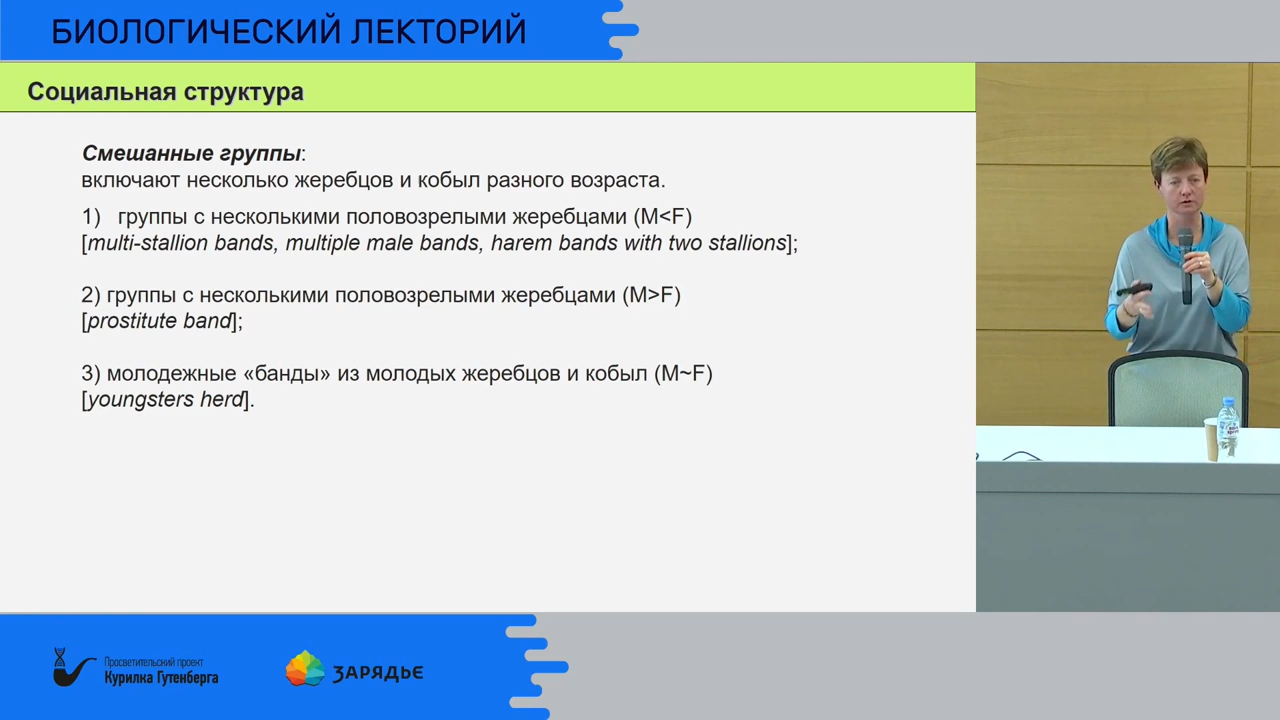 БИОЛОГИЧЕСКИЙ ЛЕКТОРИЙ
Социальная структура
Смешанные группы:
включают несколько жеребцов и кобыл разного возраста.
1) группы с несколькими половозрелыми жеребцами (M<F)
[multi-stallion bands, multiple male bands, harem bands with two stallions];
2) группы с несколькими половозрелыми жеребцами (M>F)
[prostitute band];
3) молодежные «банды» из молодых жеребцов и кобыл (M~F)
[youngsters herd].
Просветительский проект
Курилка Гутенберга
ЗАРЯДЬЕ